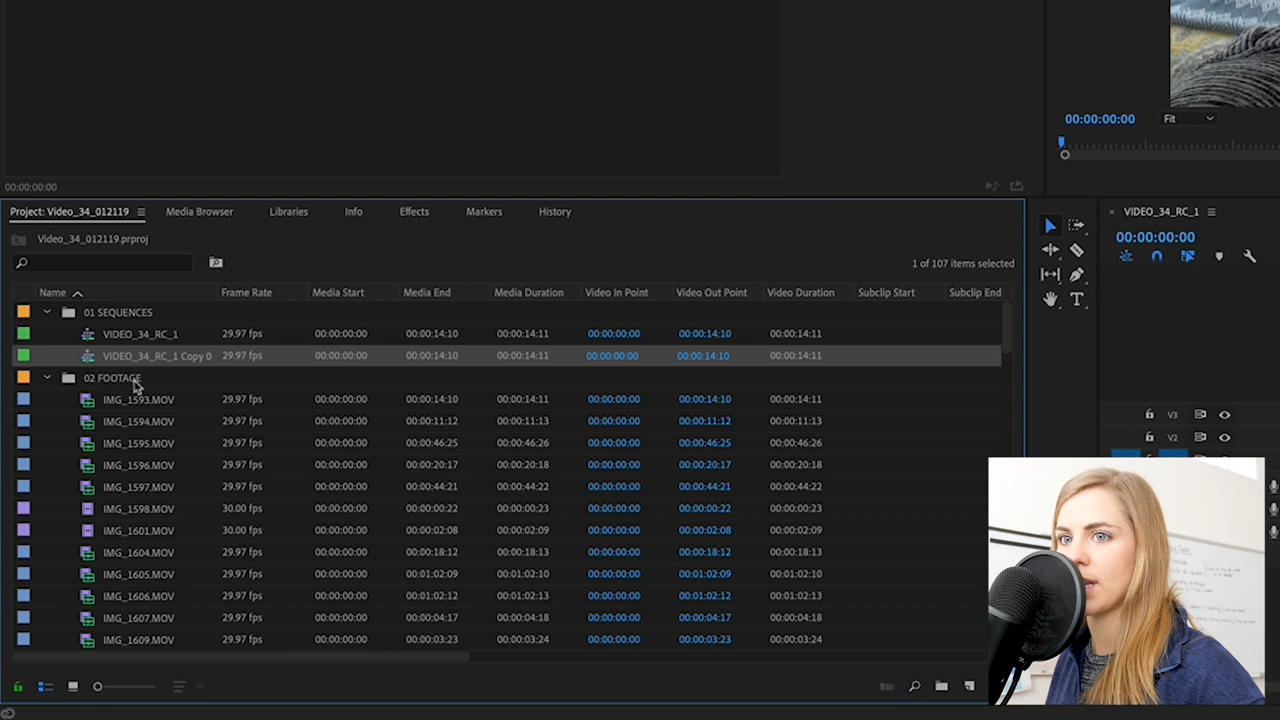 00:00:00:00 Fit
00:00:00:00
Project: Video_34_012119 Media Browser Libraries Info Effects Markers History
VIDEO_34_RC_1
Video_34_012119.prproj
00:00:00:00
1 of 107 items selected
Name Frame Rate Media Start Media End Media Duration Video In Point Video Out Point Video Duration Subclip Start Subclip End
01 SEQUENCES
VIDEO_34_RC_1 29.97 fps 00:00:00:00 00:00:14:10 00:00:14:11 00:00:00:00 00:00:14:10 00:00:14:11
VIDEO_34_RC_1 Copy 0 29.97 fps 00:00:00:00 00:00:14:10 00:00:14:11 00:00:00:00 00:00:14:10 00:00:14:11
02 FOOTAGE
IMG_1593.MOV 29.97 fps 00:00:00:00 00:00:14:10 00:00:14:11 00:00:00:00 00:00:14:10 00:00:14:11
IMG_1594.MOV 29.97 fps 00:00:00:00 00:00:11:12 00:00:11:13 00:00:00:00 00:00:11:12 00:00:11:13
IMG_1595.MOV 29.97 fps 00:00:00:00 00:00:46:25 00:00:46:26 00:00:00:00 00:00:46:25 00:00:46:26
IMG_1596.MOV 29.97 fps 00:00:00:00 00:00:20:17 00:00:20:18 00:00:00:00 00:00:20:17 00:00:20:18
IMG_1597.MOV 29.97 fps 00:00:00:00 00:00:44:21 00:00:44:22 00:00:00:00 00:00:44:21 00:00:44:22
IMG_1598.MOV 30.00 fps 00:00:00:00 00:00:00:22 00:00:00:23 00:00:00:00 00:00:00:22 00:00:00:23
IMG_1601.MOV 30.00 fps 00:00:00:00 00:00:02:08 00:00:02:09 00:00:00:00 00:00:02:08 00:00:02:09
IMG_1604.MOV 29.97 fps 00:00:00:00 00:00:18:12 00:00:18:13 00:00:00:00 00:00:18:12 00:00:18:13
IMG_1605.MOV 29.97 fps 00:00:00:00 00:01:02:09 00:01:02:10 00:00:00:00 00:01:02:09 00:01:02:10
IMG_1606.MOV 29.97 fps 00:00:00:00 00:01:02:12 00:01:02:13 00:00:00:00 00:01:02:12 00:01:02:13
IMG_1607.MOV 29.97 fps 00:00:00:00 00:00:04:17 00:00:04:18 00:00:00:00 00:00:04:17 00:00:04:18
IMG_1609.MOV 29.97 fps 00:00:00:00 00:00:03:23 00:00:03:24 00:00:00:00 00:00:03:23 00:00:03:24
V3
V2